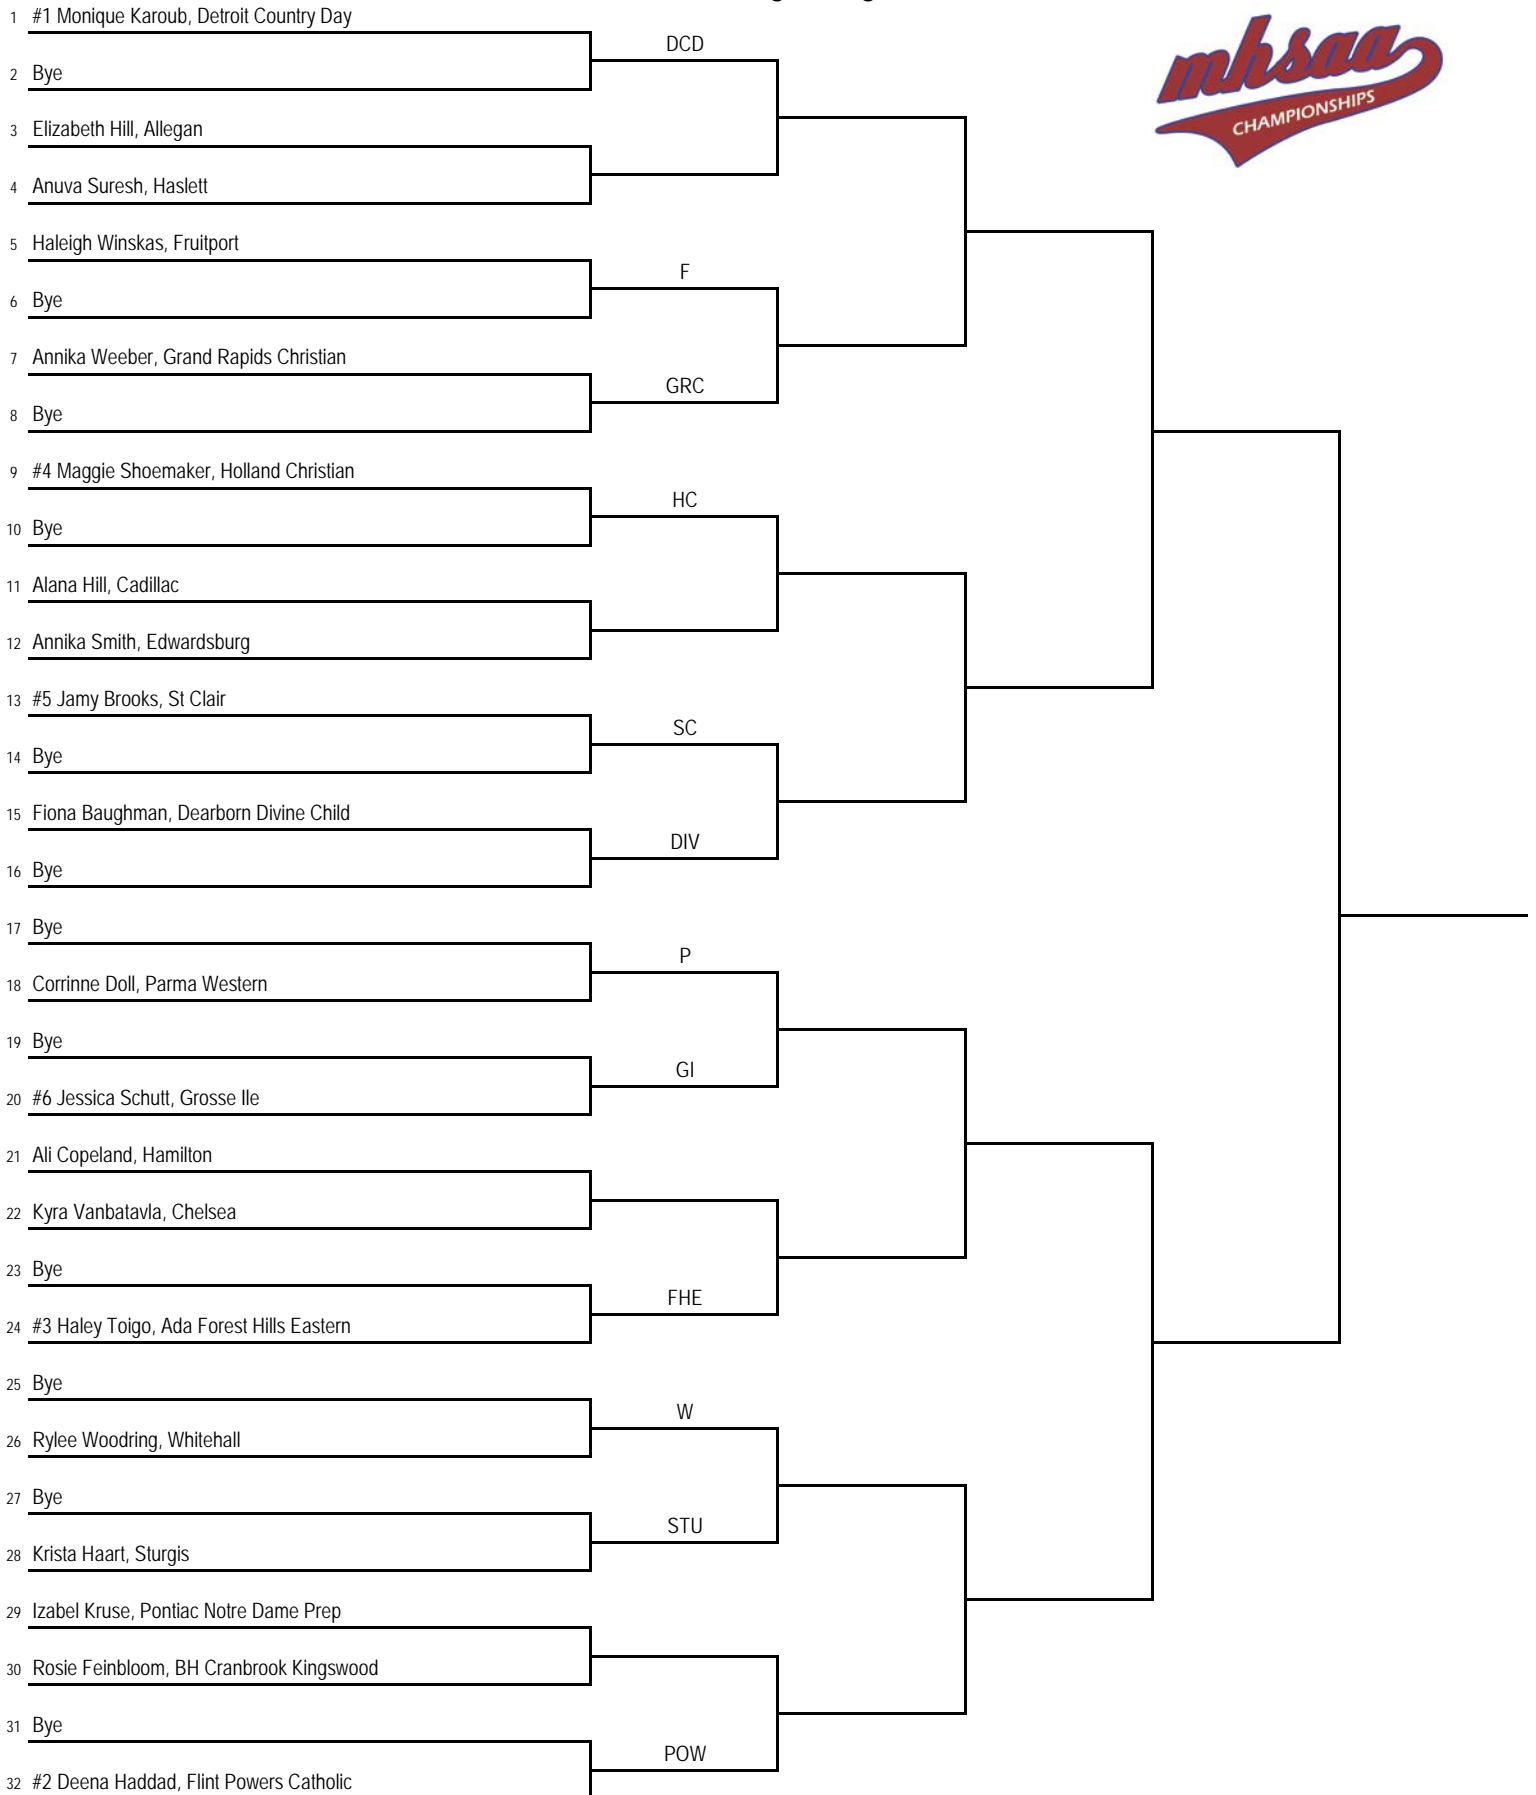 1 #1 Monique Karoub, Detroit Country Day
DCD
2 Bye
3 Elizabeth Hill, Allegan
4 Anuva Suresh, Haslett
5 Haleigh Winskas, Fruitport
F
6 Bye
7 Annika Weeber, Grand Rapids Christian
GRC
8 Bye
9 #4 Maggie Shoemaker, Holland Christian
HC
10 Bye
11 Alana Hill, Cadillac
12 Annika Smith, Edwardsburg
13 #5 Jamy Brooks, St Clair
SC
14 Bye
15 Fiona Baughman, Dearborn Divine Child
DIV
16 Bye
17 Bye
P
18 Corrinne Doll, Parma Western
19 Bye
GI
20 #6 Jessica Schutt, Grosse Ile
21 Ali Copeland, Hamilton
22 Kyra Vanbatavla, Chelsea
23 Bye
FHE
24 #3 Haley Toigo, Ada Forest Hills Eastern
25 Bye
W
26 Rylee Woodring, Whitehall
27 Bye
STU
28 Krista Haart, Sturgis
29 Izabel Kruse, Pontiac Notre Dame Prep
30 Rosie Feinbloom, BH Cranbrook Kingswood
31 Bye
POW
32 #2 Deena Haddad, Flint Powers Catholic
mhsaa
CHAMPIONSHIPS